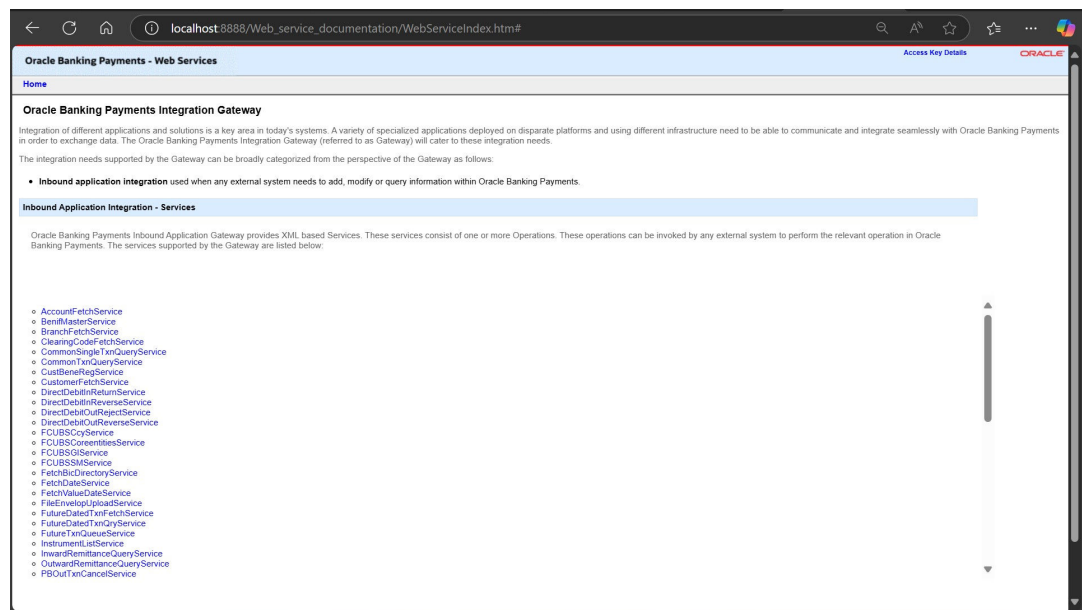 localhost:8888/Web_service_documentation/WebServiceIndex.htm#
Oracle Banking Payments - Web Services
Access Key Details
ORACLE
Home
Oracle Banking Payments Integration Gateway
Integration of different applications and solutions is a key area in today's systems. A variety of specialized applications deployed on disparate platforms and using different infrastructure need to be able to communicate and integrate seamlessly with Oracle Banking Payments
in order to exchange data. The Oracle Banking Payments Integration Gateway (referred to as Gateway) will cater to these integration needs.
The integration needs supported by the Gateway can be broadly categorized from the perspective of the Gateway as follows:
Inbound application integration used when any external system needs to add, modify or query information within Oracle Banking Payments.
Inbound Application Integration - Services
Oracle Banking Payments Inbound Application Gateway provides XML based Services. These services consist of one or more Operations. These operations can be invoked by any external system to perform the relevant operation in Oracle
Banking Payments. The services supported by the Gateway are listed below:
AccountFetchService
BenifMasterService
BranchFetchService
ClearingCodeFetchService
CommonSingleTxnQueryService
CommonTxnQueryService
CustBeneRegService
CustomerFetchService
DirectDebitInReturnService
DirectDebitInReverseService
DirectDebitOutRejectService
DirectDebitOutReverseService
FCUBSCcyService
FCUBSCoreentitiesService
FCUBSGIService
FCUBSSMService
FetchBicDirectoryService
FetchDateService
FetchValueDateService
FileEnvelopUploadService
FutureDatedTxnFetchService
FutureDatedTxnQryService
FutureTxnQueueService
InstrumentListService
InwardRemittanceQueryService
OutwardRemittanceQueryService
PBOutTxnCancelService